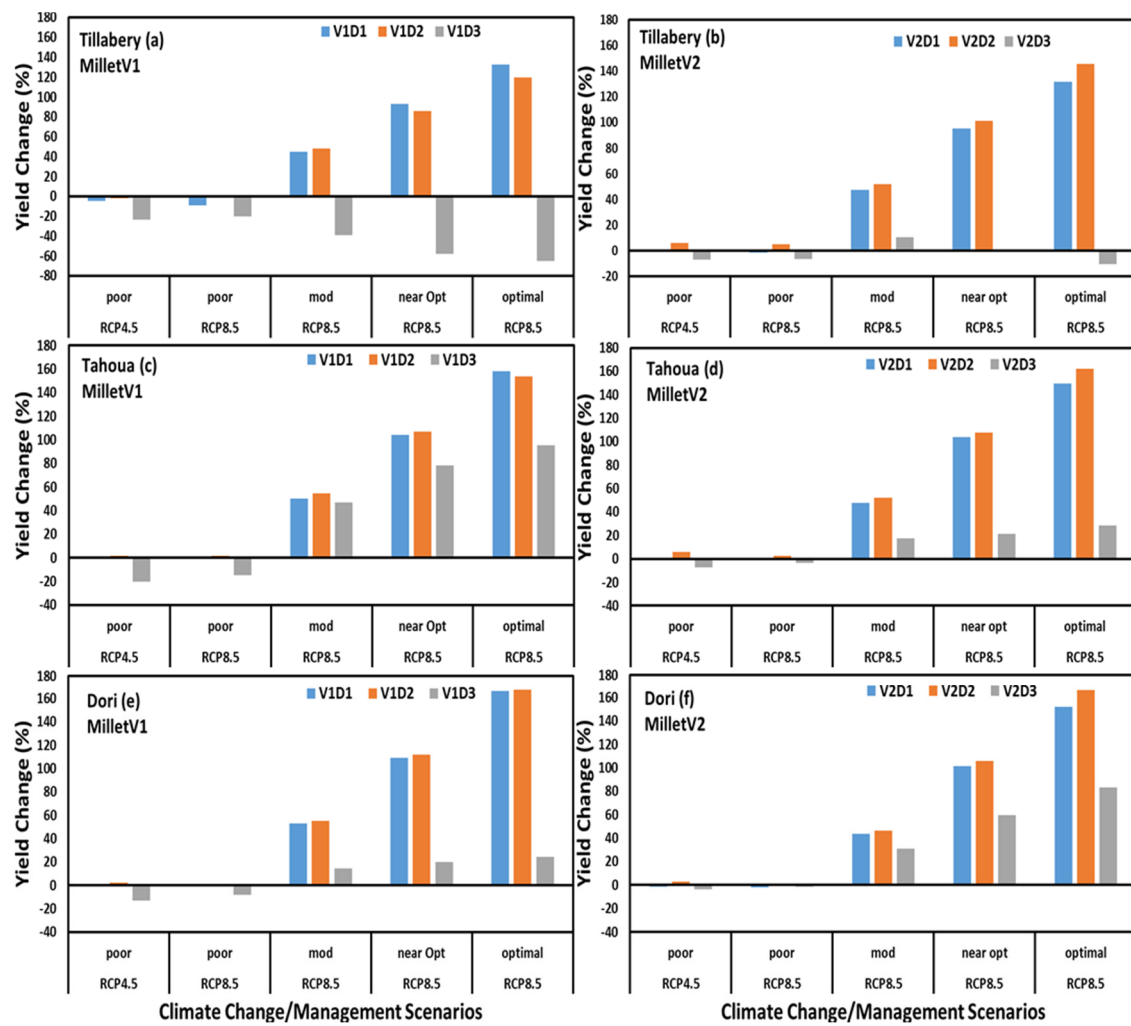 Tillabery (a)
MilletV1
V1D1 V1D2 V1D3
Yield Change (%)
180
160
140
120
100
80
60
40
20
0
-20
-40
-60
-80
poor poor mod near Opt optimal
RCP4.5 RCP8.5 RCP8.5 RCP8.5 RCP8.5
Tillabery (b)
MilletV2
V2D1 V2D2 V2D3
Yield Change (%)
180
160
140
120
100
80
60
40
20
0
-20
poor poor mod near opt optimal
RCP4.5 RCP8.5 RCP8.5 RCP8.5 RCP8.5
Tahoua (c)
MilletV1
V1D1 V1D2 V1D3
Yield Change (%)
180
160
140
120
100
80
60
40
20
0
-20
-40
poor poor mod near Opt optimal
RCP4.5 RCP8.5 RCP8.5 RCP8.5 RCP8.5
Tahoua (d)
MilletV2
V2D1 V2D2 V2D3
Yield Change (%)
180
160
140
120
100
80
60
40
20
0
-20
-40
poor poor mod near opt optimal
RCP4.5 RCP8.5 RCP8.5 RCP8.5 RCP8.5
Dori (e)
MilletV1
V1D1 V1D2 V1D3
Yield Change (%)
180
160
140
120
100
80
60
40
20
0
-20
-40
poor poor mod near Opt optimal
RCP4.5 RCP8.5 RCP8.5 RCP8.5 RCP8.5
Climate Change/Management Scenarios
Dori (f)
MilletV2
V2D1 V2D2 V2D3
Yield Change (%)
180
160
140
120
100
80
60
40
20
0
-20
-40
poor poor mod near opt optimal
RCP4.5 RCP8.5 RCP8.5 RCP8.5 RCP8.5
Climate Change/Management Scenarios